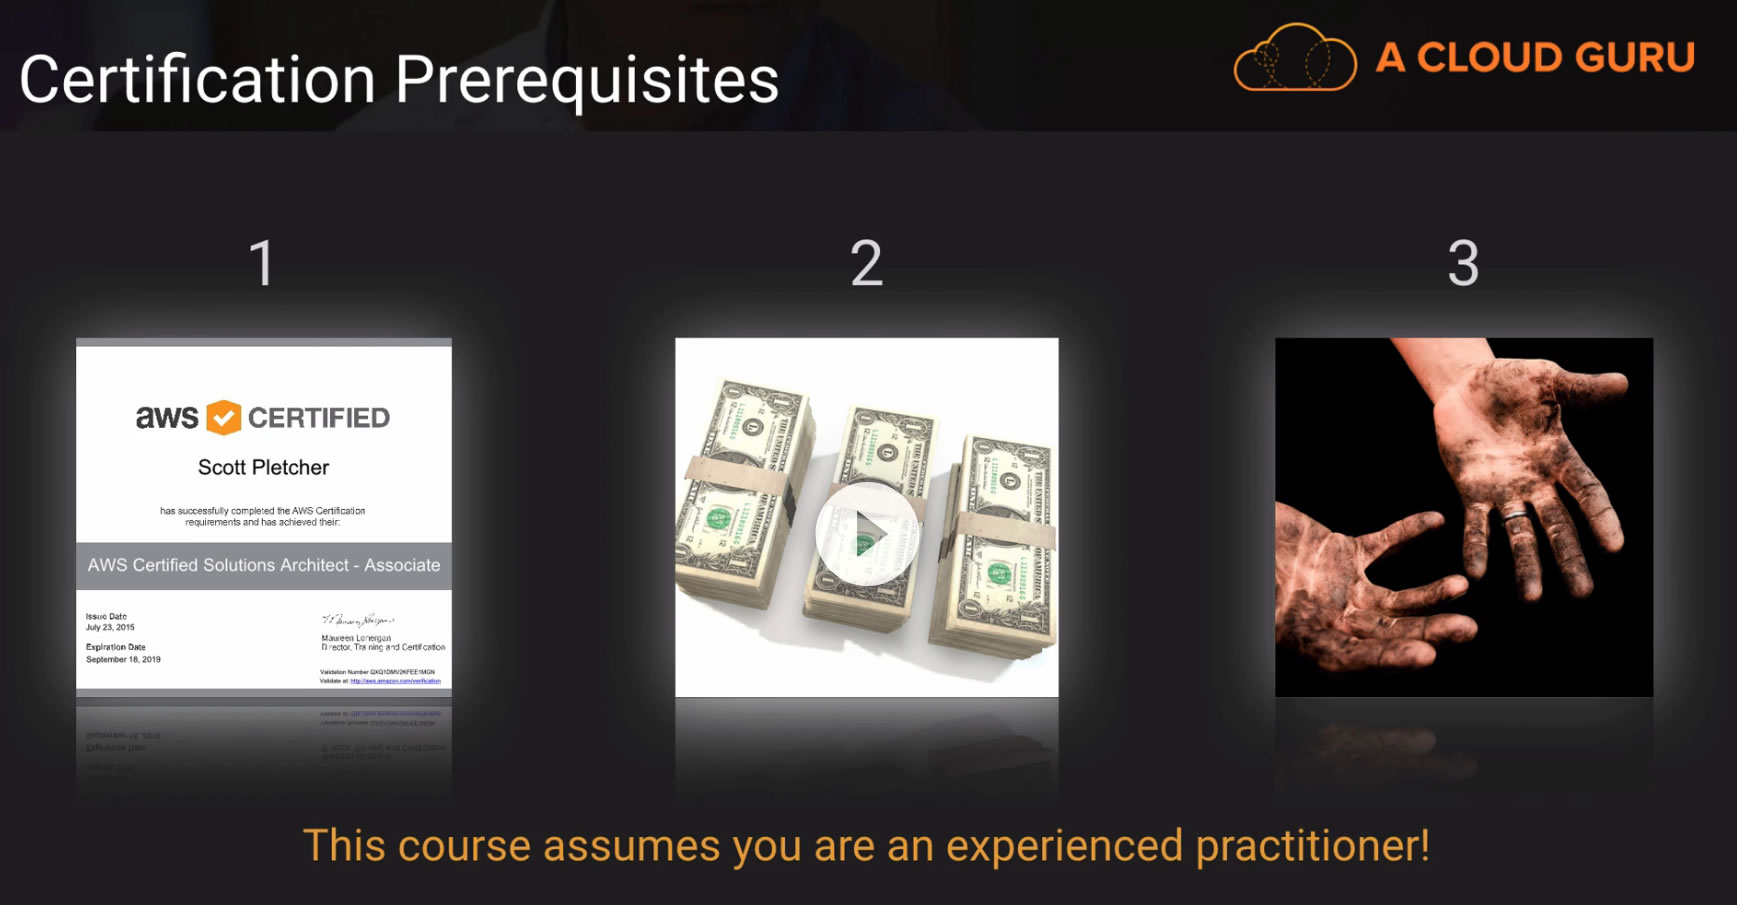 Certification Prerequisites
A CLOUD GURU
1
2
3
aws CERTIFIED
Scott Pletcher
has successfully completed the AWS Certification
requirements and has achieved their:
AWS Certified Solutions Architect - Associate
Issue Date
July 23, 2015
Expiration Date
September 18, 2019
Maureen Lonergan
Director, Training and Certification
Validation Number QXQ1DMV2KFEE1MGN
Validate at: http://aws.amazon.com/verification
This course assumes you are an experienced practitioner!